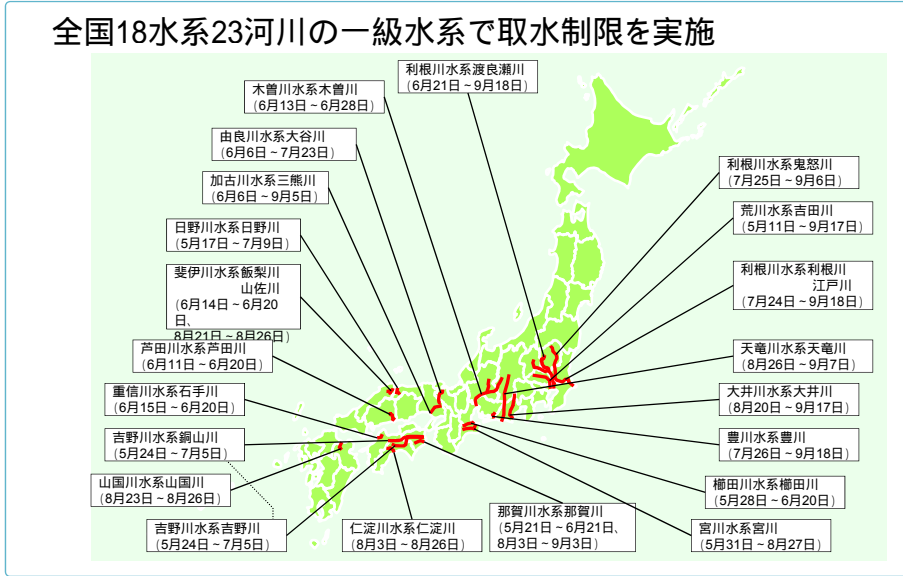 全国18水系23河川の一級水系で取水制限を実施
利根川水系渡良瀬川
(6月21日~9月18日)
木曽川水系木曽川
(6月13日~6月28日)
由良川水系大谷川
(6月6日~7月23日)
加古川水系三熊川
(6月6日~9月5日)
日野川水系日野川
(5月17日~7月9日)
斐伊川水系飯梨川
山佐川
(6月14日~6月20
日、
8月21日~8月26日)
芦田川水系芦田川
(6月11日~6月20日)
重信川水系石手川
(6月15日~6月20日)
吉野川水系銅山川
(5月24日~7月5日)
山国川水系山国川
(8月23日~8月26日)
吉野川水系吉野川
(5月24日~7月5日)
仁淀川水系仁淀川
(8月3日~8月26日)
那賀川水系那賀川
(5月21日~6月21日、
8月3日~9月3日)
利根川水系鬼怒川
(7月25日~9月6日)
荒川水系吉田川
(5月11日~9月17日)
利根川水系利根川
江戸川
(7月24日~9月18日)
天竜川水系天竜川
(8月26日~9月7日)
大井川水系大井川
(8月20日~9月17日)
豊川水系豊川
(7月26日~9月18日)
櫛田川水系櫛田川
(5月28日~6月20日)
宮川水系宮川
(5月31日~8月27日)